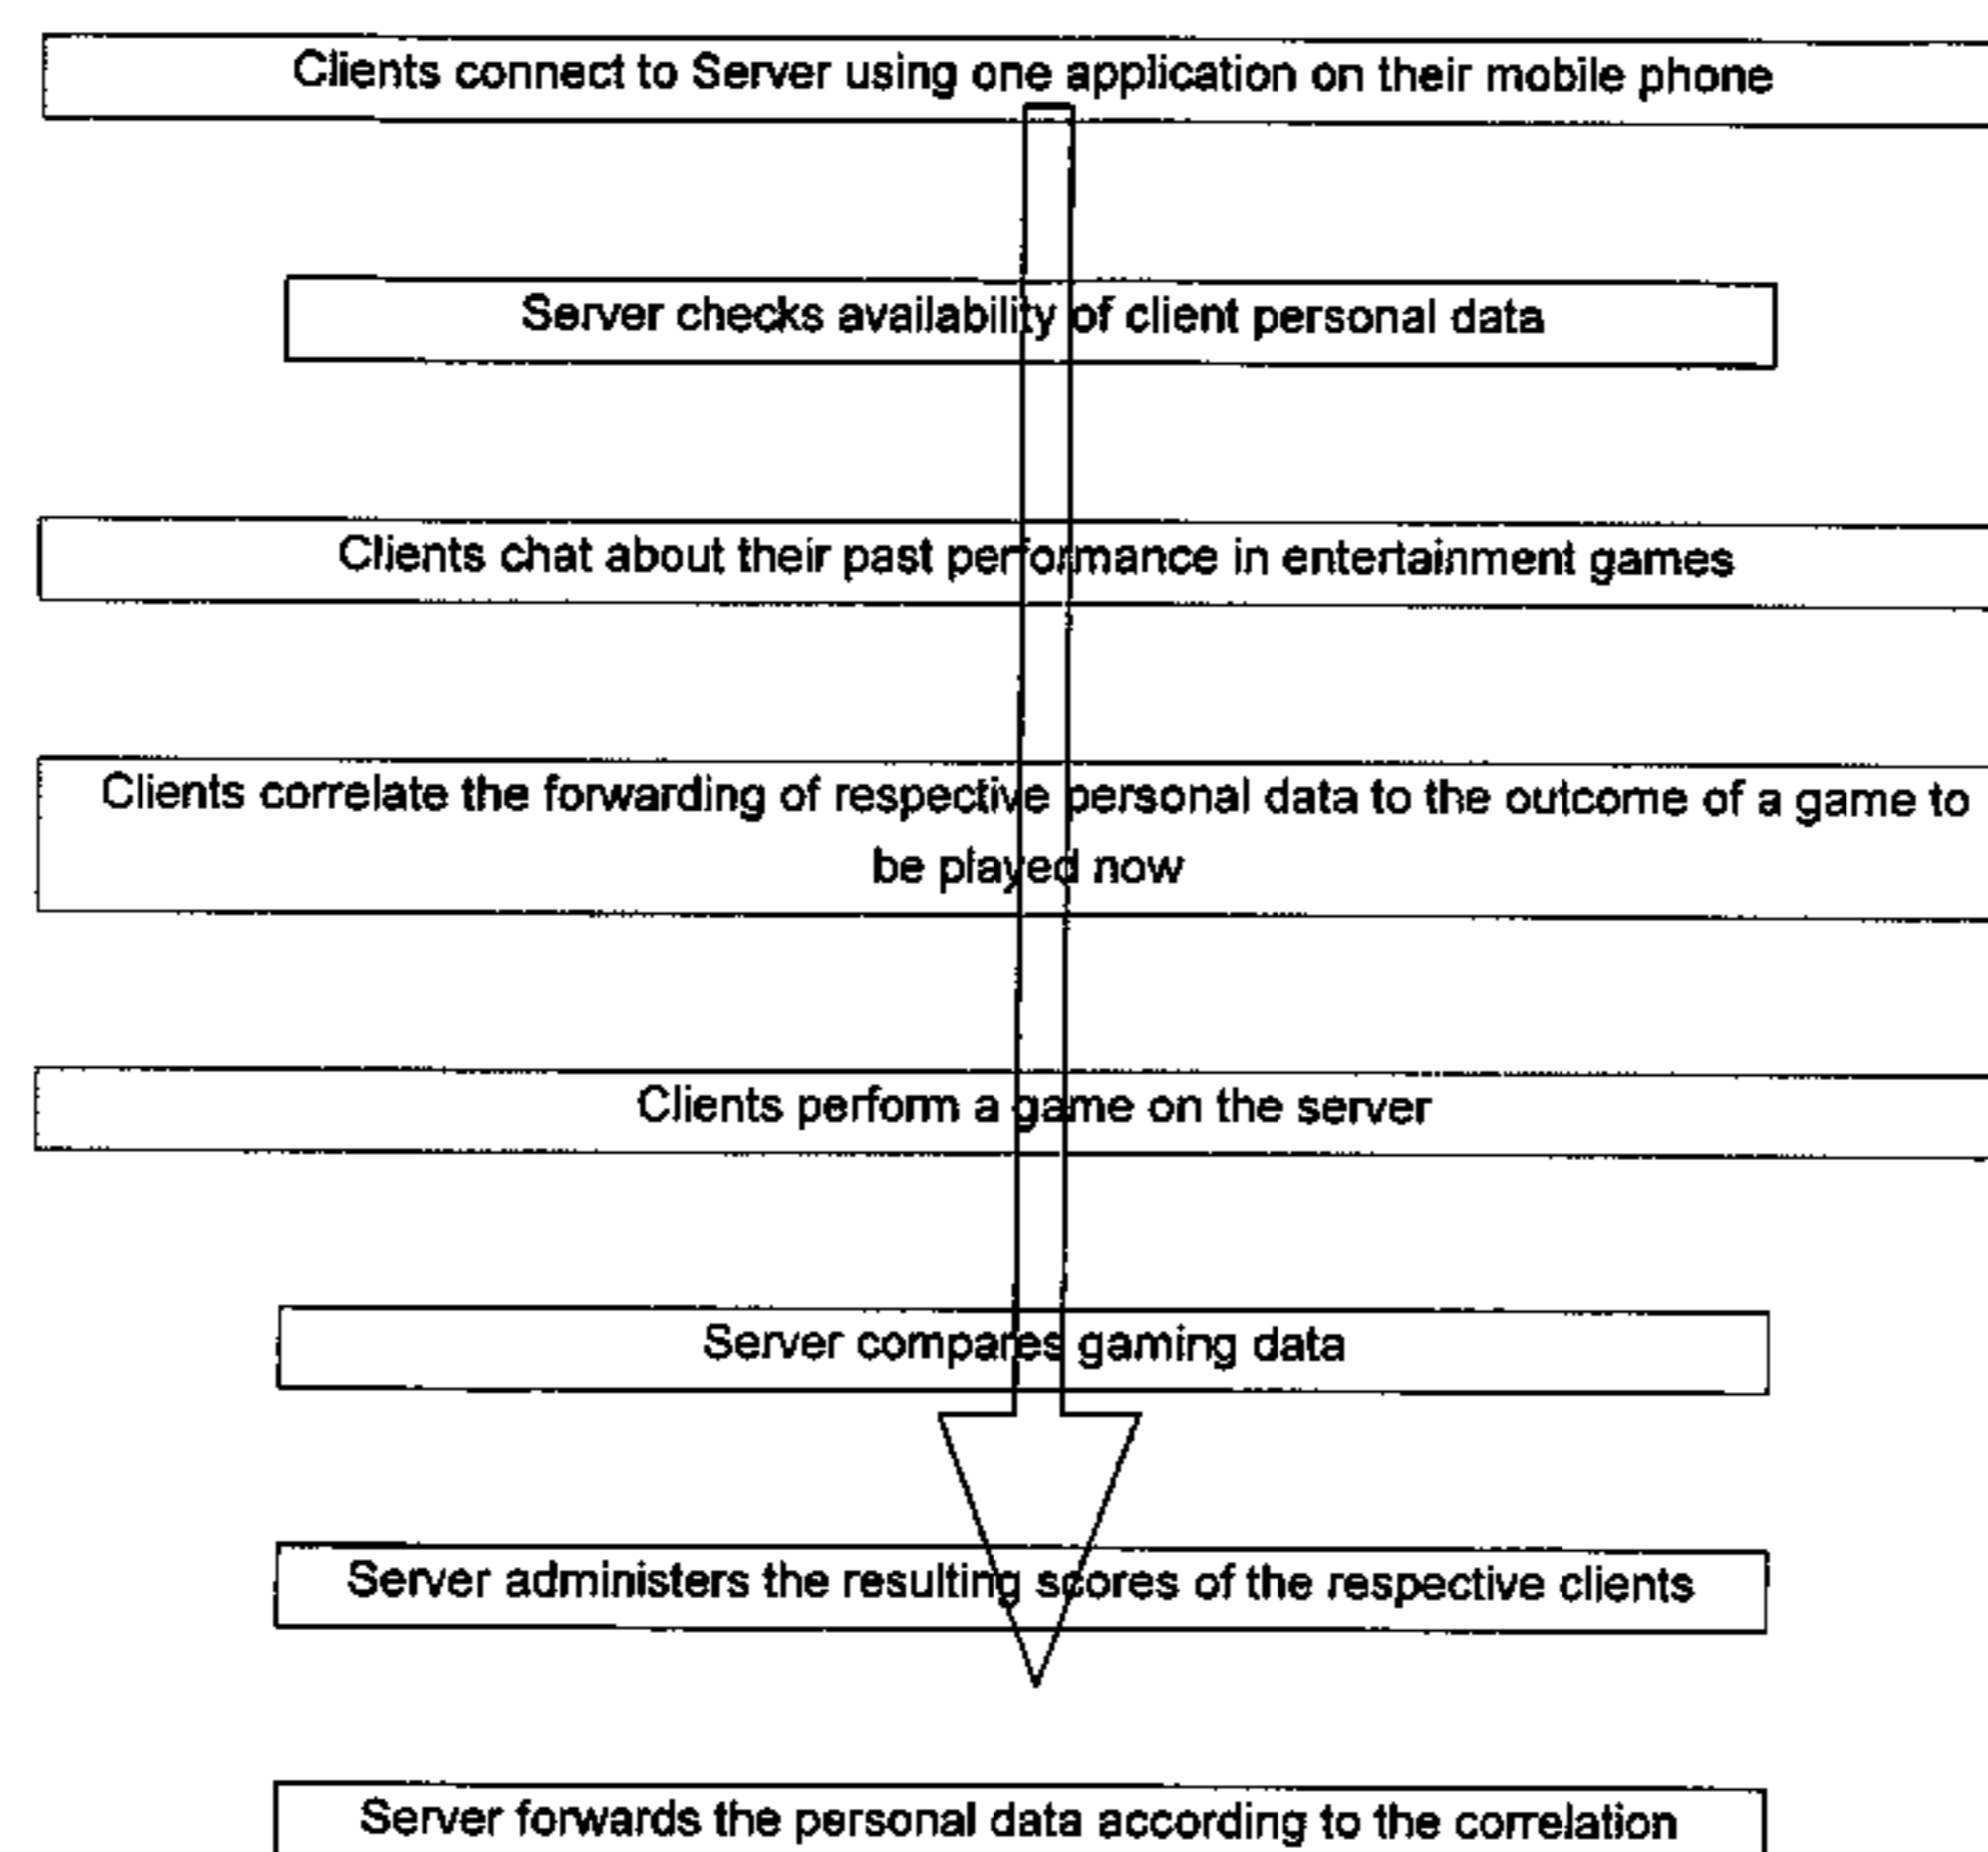 Clients connect to Server using one application on their mobile phone
Server checks availability of client personal data
Clients chat about their past performance in entertainment games
Clients correlate the forwarding of respective personal data to the outcome of a game to
be played now
Clients perform a game on the server
Server compares gaming data
Server administers the resulting scores of the respective clients
Server forwards the personal data according to the correlation